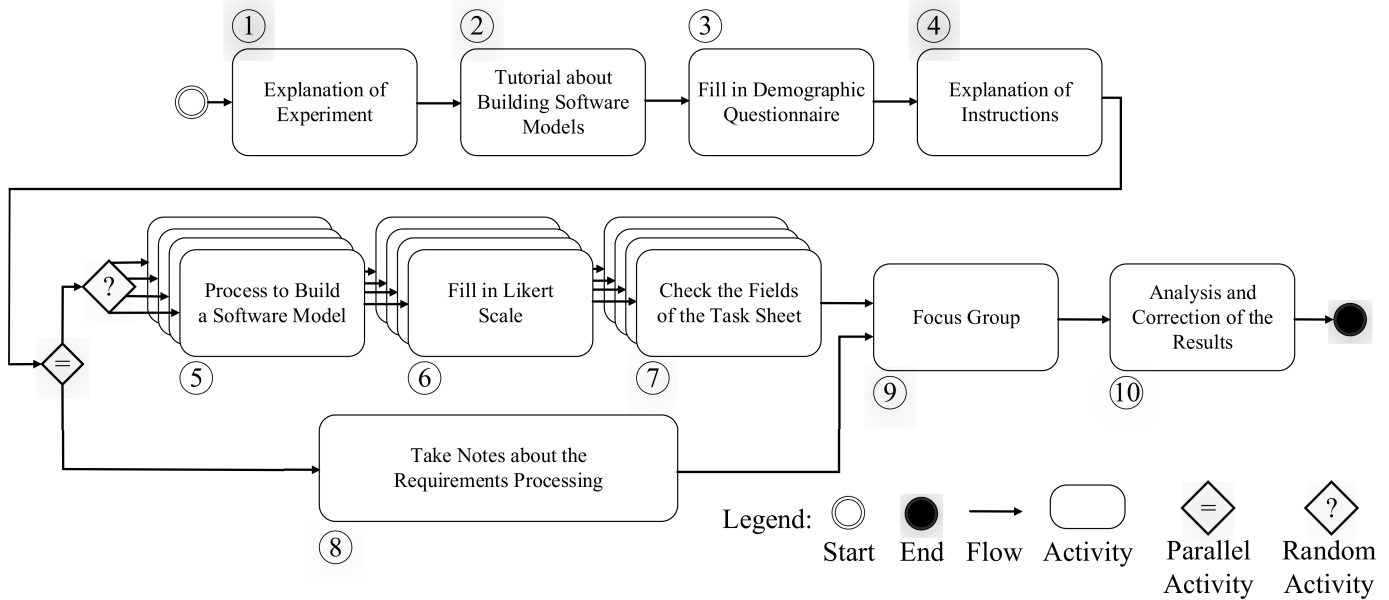 1
2
3
4
Explanation of
Experiment
Tutorial about
Building Software
Models
Fill in Demographic
Questionnaire
Explanation of
Instructions
?
Process to Build
a Software Model
Fill in Likert
Scale
Check the Fields
of the Task Sheet
Focus Group
Analysis and
Correction of the
Results
=
5
6
7
9
10
Take Notes about the
Requirements Processing
8
Legend:
=
?
Start
End
Flow
Activity
Parallel
Activity
Random
Activity